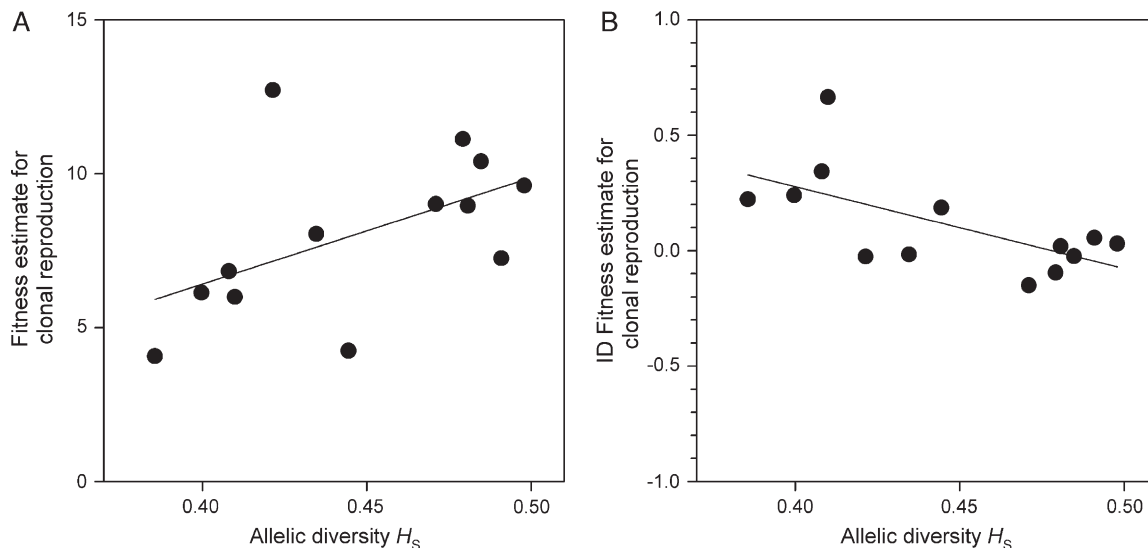 A
15
10
5
0
Fitness estimate for
clonal reproduction
0.40
0.45
0.50
Allelic diversity HS
B
1.0
0.5
0.0
-0.5
-1.0
ID Fitness estimate for
clonal reproduction
0.40
0.45
0.50
Allelic diversity HS